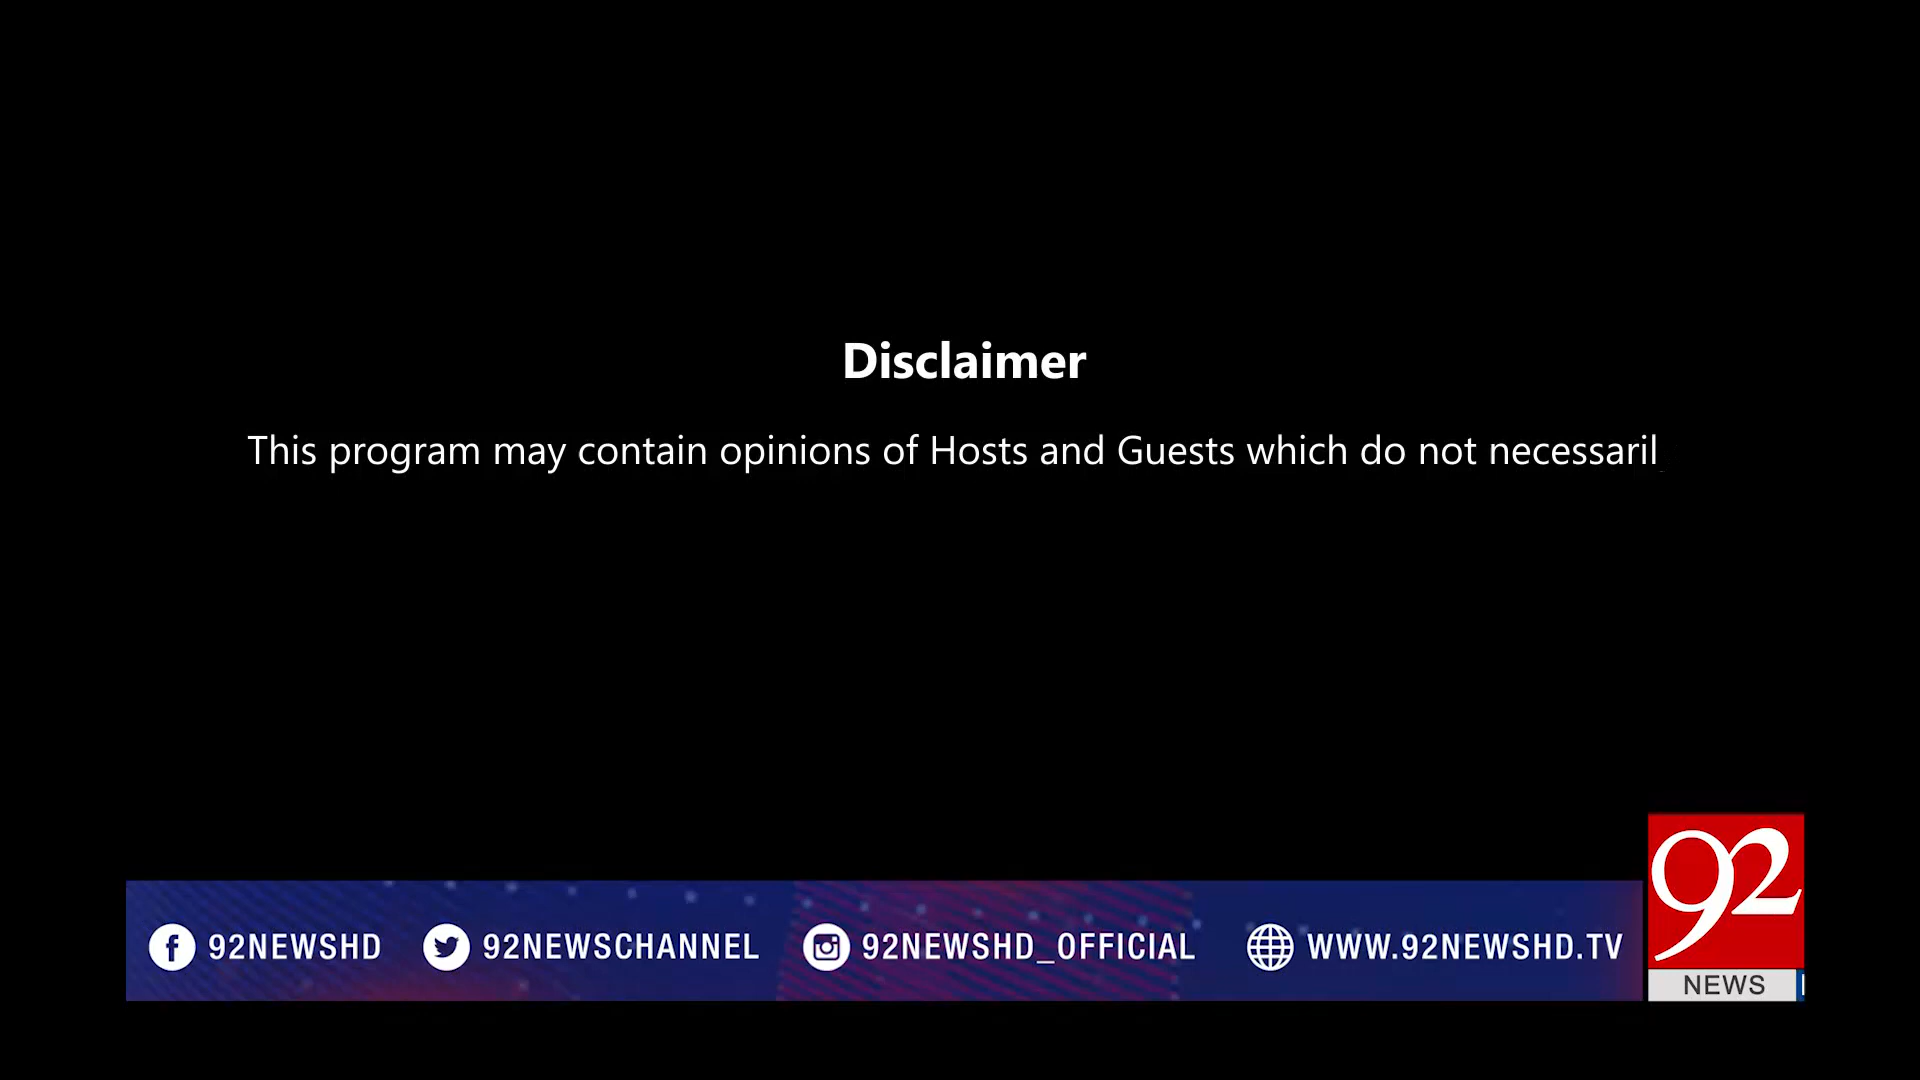 Disclaimer
This program may contain opinions of Hosts and Guests which do not necessaril
92NEWSHD
92NEWSCHANNEL
92NEWSHD_OFFICIAL
WWW.92NEWSHD.TV
92
NEWS